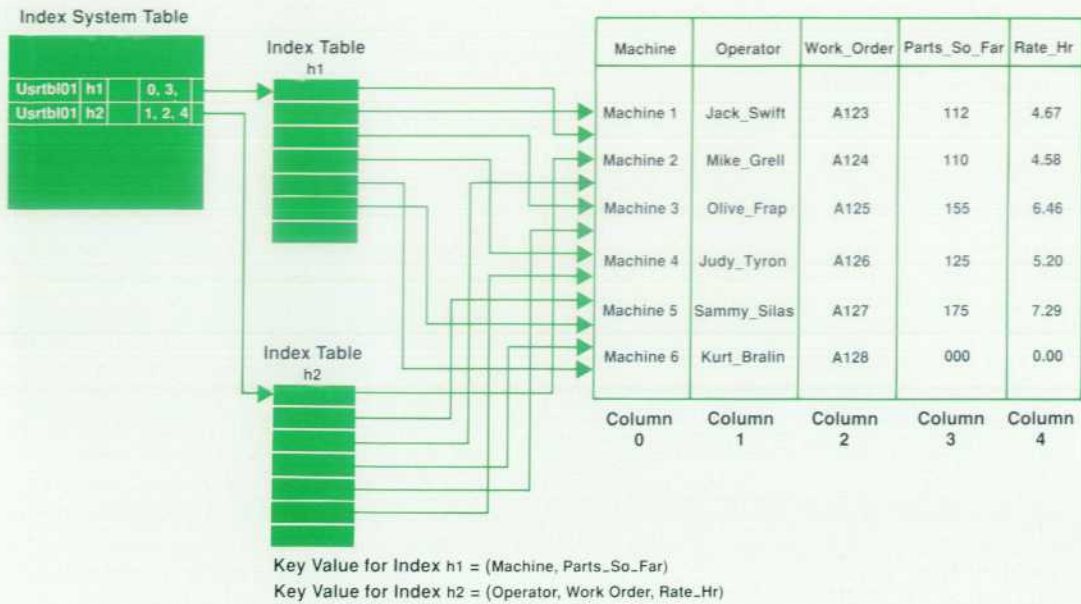 Index System Table
Usrtbl01 h1 0, 3,
Usrtbl01 h2 1, 2, 4
Index Table
h1
Index Table
h2
Machine Operator Work_Order Parts_So_Far Rate_Hr
Machine 1 Jack_Swift A123 112 4.67
Machine 2 Mike_Grell A124 110 4.58
Machine 3 Olive_Frap A125 155 6.46
Machine 4 Judy_Tyron A126 125 5.20
Machine 5 Sammy_Silas A127 175 7.29
Machine 6 Kurt_Bralin A128 000 0.00
Column Column Column Column Column
0 1 2 3 4
Key Value for Index h1 = (Machine, Parts_So_Far)
Key Value for Index h2 = (Operator, Work Order, Rate_Hr)